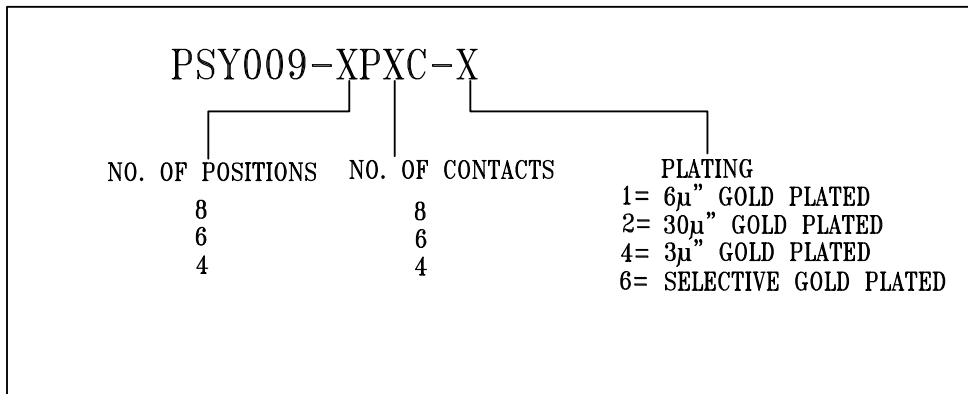 PSY009-XPXC-X
NO. OF POSITIONS
8
6
4
NO. OF CONTACTS
8
6
4
PLATING
1= 6µ" GOLD PLATED
2= 30µ" GOLD PLATED
4= 3µ" GOLD PLATED
6= SELECTIVE GOLD PLATED